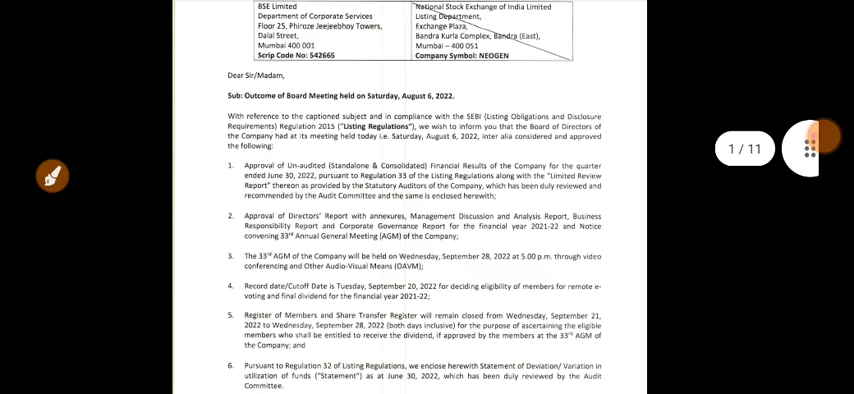 BSE Limited
Department of Corporate Services
Floor 25, Phiroze Jeejeebhoy Towers,
Dalal Street,
Mumbai 400 001
Scrip Code No: 542665
National Stock Exchange of India Limited
Listing Department,
Exchange Plaza,
Bandra Kurla Complex, Bandra (East),
Mumbai – 400 051
Company Symbol: NEOGEN
Dear Sir/Madam,
Sub: Outcome of Board Meeting held on Saturday, August 6, 2022.
With reference to the captioned subject and in compliance with the SEBI (Listing Obligations and Disclosure
Requirements) Regulation 2015 ("Listing Regulations"), we wish to inform you that the Board of Directors of
the Company had at its meeting held today i.e. Saturday, August 6, 2022, inter alia considered and approved
the following:
1. Approval of Un-audited (Standalone & Consolidated) Financial Results of the Company for the quarter
ended June 30, 2022, pursuant to Regulation 33 of the Listing Regulations along with the "Limited Review
Report" thereon as provided by the Statutory Auditors of the Company, which has been duly reviewed and
recommended by the Audit Committee and the same is enclosed herewith;
2. Approval of Directors' Report with annexures, Management Discussion and Analysis Report, Business
Responsibility Report and Corporate Governance Report for the financial year 2021-22 and Notice
convening 33rd Annual General Meeting (AGM) of the Company;
3. The 33rd AGM of the Company will be held on Wednesday, September 28, 2022 at 5.00 p.m. through video
conferencing and Other Audio-Visual Means (OAVM);
4. Record date/Cutoff Date is Tuesday, September 20, 2022 for deciding eligibility of members for remote e-
voting and final dividend for the financial year 2021-22;
5. Register of Members and Share Transfer Register will remain closed from Wednesday, September 21,
2022 to Wednesday, September 28, 2022 (both days inclusive) for the purpose of ascertaining the eligible
members who shall be entitled to receive the dividend, if approved by the members at the 33rd AGM of
the Company; and
6. Pursuant to Regulation 32 of Listing Regulations, we enclose herewith Statement of Deviation/ Variation in
utilization of funds ("Statement") as at June 30, 2022, which has been duly reviewed by the Audit
Committee.
1 / 11